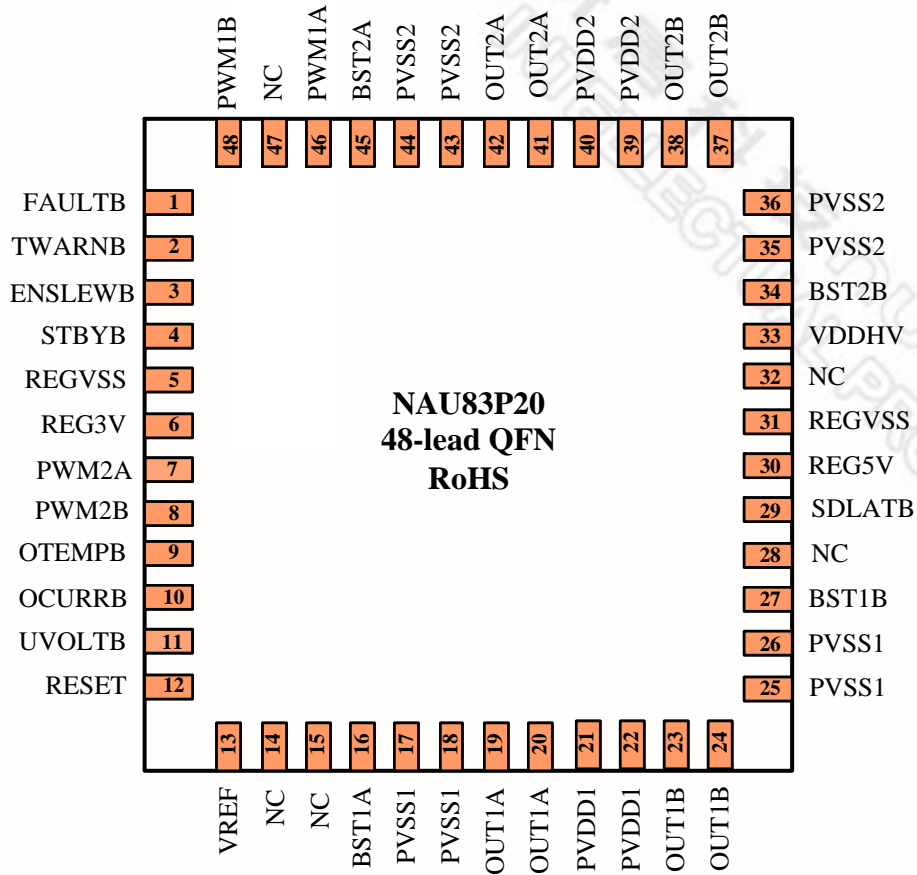 PWM1B
NC
PWM1A
BST2A
PVSS2
PVSS2
OUT2A
OUT2A
PVDD2
PVDD2
OUT2B
OUT2B
48
47
46
45
44
43
42
41
40
39
38
37
FAULTB 1
TWARNB 2
ENSLEWB 3
STBYB 4
REGVSS 5
REG3V 6
PWM2A 7
PWM2B 8
OTEMPB 9
OCURRB 10
UVOLTB 11
RESET 12
NAU83P20
48-lead QFN
RoHS
36 PVSS2
35 PVSS2
34 BST2B
33 VDDHV
32 NC
31 REGVSS
30 REG5V
29 SDLATB
28 NC
27 BST1B
26 PVSS1
25 PVSS1
13
14
15
16
17
18
19
20
21
22
23
24
VREF
NC
NC
BST1A
PVSS1
PVSS1
OUT1A
OUT1A
PVDD1
PVDD1
OUT1B
OUT1B
INTELLECTUAL